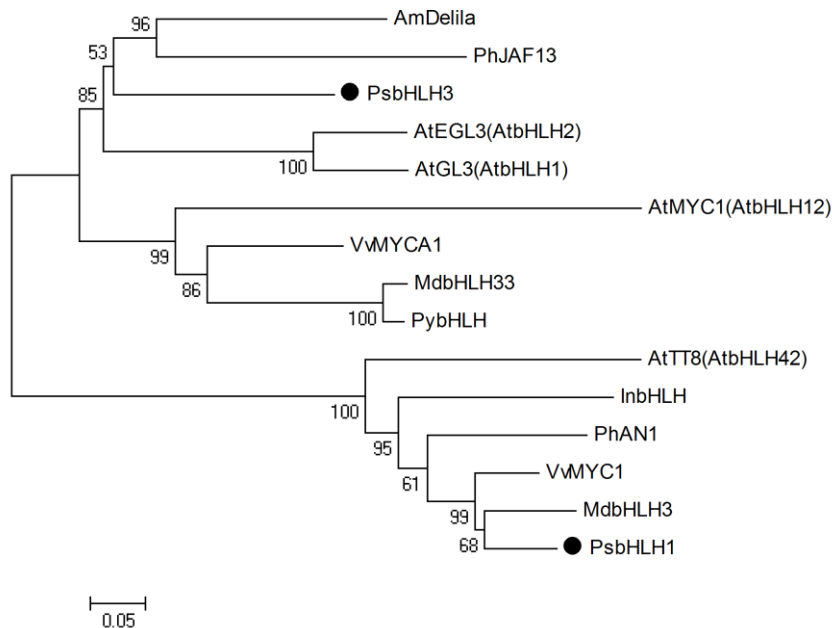 AmDelila
96
PhJAF13
53
PsbHLH3
85
AtEGL3(AtbHLH2)
100
AtGL3(AtbHLH1)
AtMYC1(AtbHLH12)
99
VvMYCA1
86
MdbHLH33
100
PybHLH
AtTT8(AtbHLH42)
100
InbHLH
95
PhAN1
61
VvMYC1
99
MdbHLH3
68
PsbHLH1
0.05